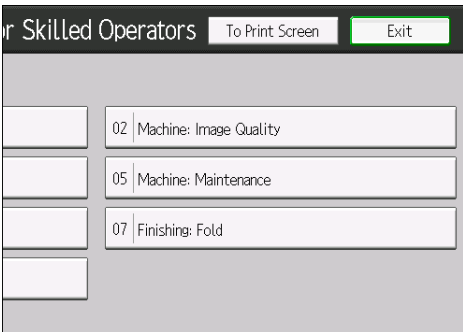 r Skilled Operators To Print Screen Exit
02 Machine: Image Quality
05 Machine: Maintenance
07 Finishing: Fold